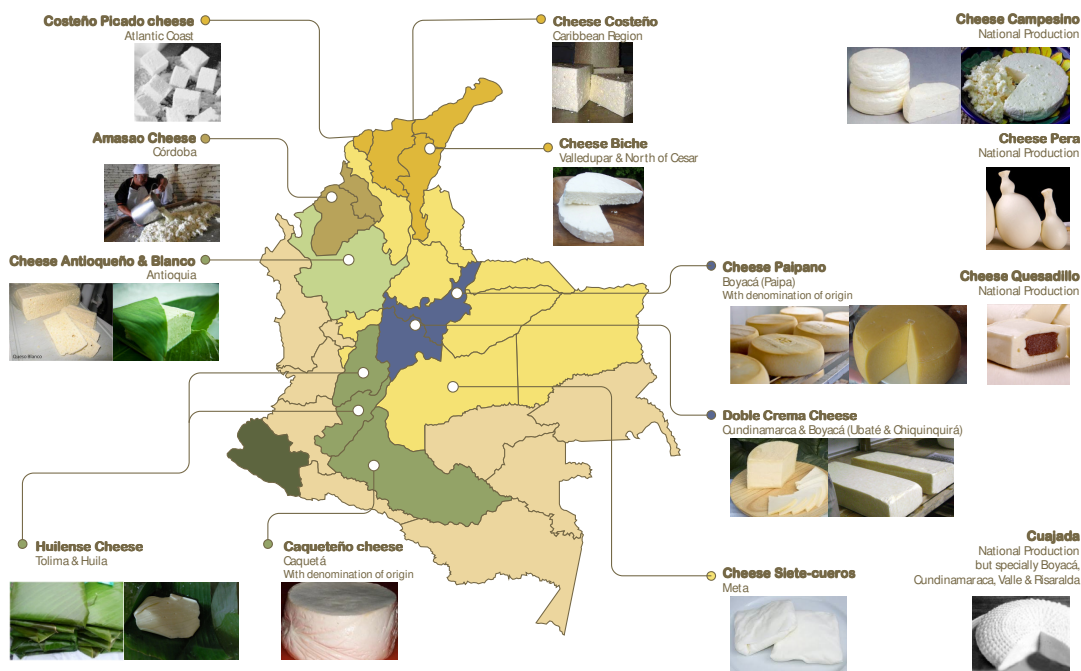 Costeño Picado cheese
Atlantic Coast
Cheese Costeño
Caribbean Region
Cheese Campesino
National Production
Amasao Cheese
Córdoba
Cheese Biche
Valledupar & North of Cesar
Cheese Pera
National Production
Cheese Antioqueño & Blanco
Antioquia
Queso Blanco
Cheese Paipano
Boyacá (Paipa)
With denomination of origin
Cheese Quesadillo
National Production
Doble Crema Cheese
Cundinamarca & Boyacá (Ubaté & Chiquinquirá)
Huilense Cheese
Tolima & Huila
Caqueteño cheese
Caquetá
With denomination of origin
Cheese Siete-cueros
Meta
Cuajada
National Production
but specially Boyacá,
Cundinamaraca, Valle & Risaralda